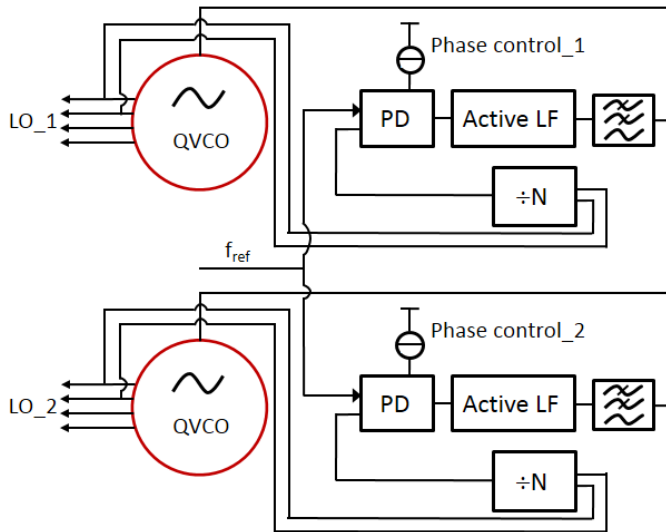 Phase control_1
LO_1
QVCO
PD
Active LF
÷N
fref
Phase control_2
LO_2
QVCO
PD
Active LF
÷N